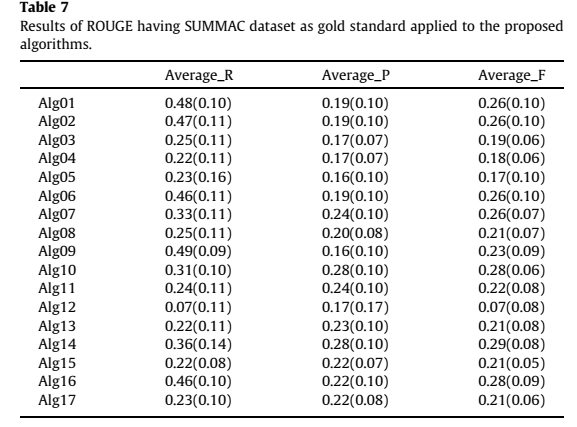 Table 7
Results of ROUGE having SUMMAC dataset as gold standard applied to the proposed
algorithms.
Average_R Average_P Average_F
Alg01 0.48(0.10) 0.19(0.10) 0.26(0.10)
Alg02 0.47(0.11) 0.19(0.10) 0.26(0.10)
Alg03 0.25(0.11) 0.17(0.07) 0.19(0.06)
Alg04 0.22(0.11) 0.17(0.07) 0.18(0.06)
Alg05 0.23(0.16) 0.16(0.10) 0.17(0.10)
Alg06 0.46(0.11) 0.19(0.10) 0.26(0.10)
Alg07 0.33(0.11) 0.24(0.10) 0.26(0.07)
Alg08 0.25(0.11) 0.20(0.08) 0.21(0.07)
Alg09 0.49(0.09) 0.16(0.10) 0.23(0.09)
Alg10 0.31(0.10) 0.28(0.10) 0.28(0.06)
Alg11 0.24(0.11) 0.24(0.10) 0.22(0.08)
Alg12 0.07(0.11) 0.17(0.17) 0.07(0.08)
Alg13 0.22(0.11) 0.23(0.10) 0.21(0.08)
Alg14 0.36(0.14) 0.28(0.10) 0.29(0.08)
Alg15 0.22(0.08) 0.22(0.07) 0.21(0.05)
Alg16 0.46(0.10) 0.22(0.10) 0.28(0.09)
Alg17 0.23(0.10) 0.22(0.08) 0.21(0.06)